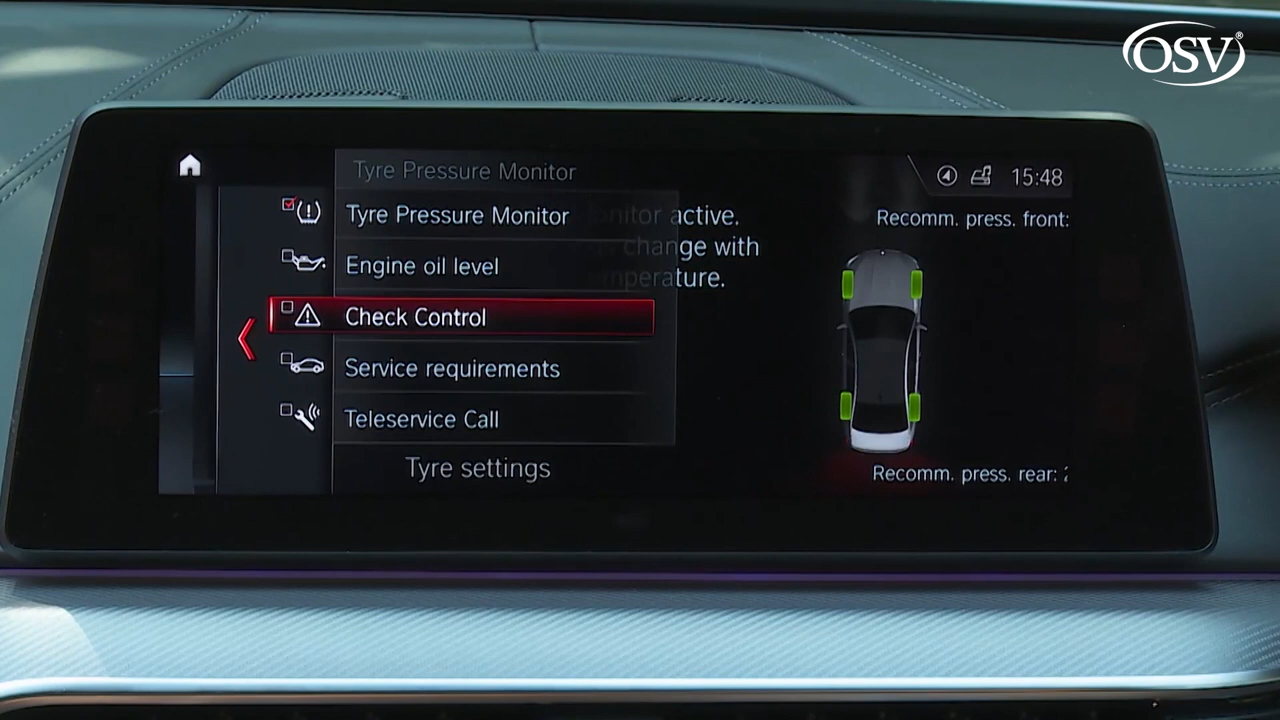 OSV®
15:48
Tyre Pressure Monitor
Tyre Pressure Monitor
Engine oil level
Check Control
Service requirements
Teleservice Call
Tyre settings
active.
change with
Recomm. press. front:
Recomm. press. rear: